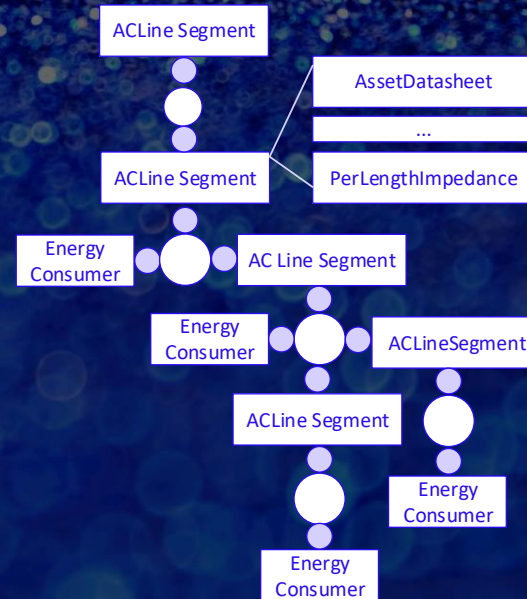 ACLine Segment
AssetDatasheet
...
ACLine Segment
PerLengthImpedance
Energy
Consumer
AC Line Segment
Energy
Consumer
ACLineSegment
ACLine Segment
Energy
Consumer
Energy
Consumer